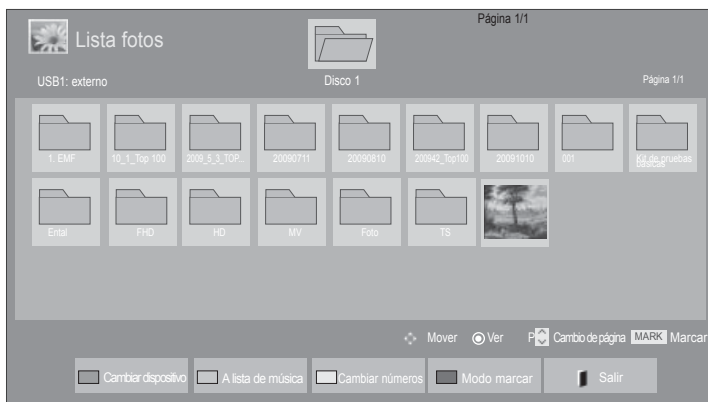 Página 1/1
Lista fotos
USB1: externo
Disco 1
Página 1/1
1. EMF
10_1_Top 100
2009_5_3_TOP...
20090711
20090810
200942_Top100
20091010
001
Kit de pruebas
básicas
Ental
FHD
HD
MV
Foto
TS
Mover
Ver
P
Cambio de página
MARK
Marcar
Cambiar dispositivo
A lista de música
Cambiar números
Modo marcar
Salir